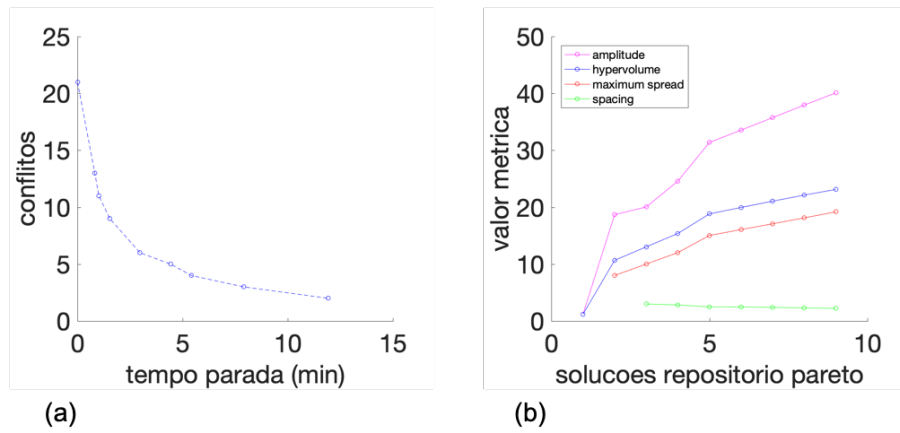 25
20
15
10
5
0
conflitos
0 5 10 15
tempo parada (min)
(a)
50
40
30
20
10
0
valor metrica
amplitude
hypervolume
maximum spread
spacing
0 5 10
solucoes repositorio pareto
(b)